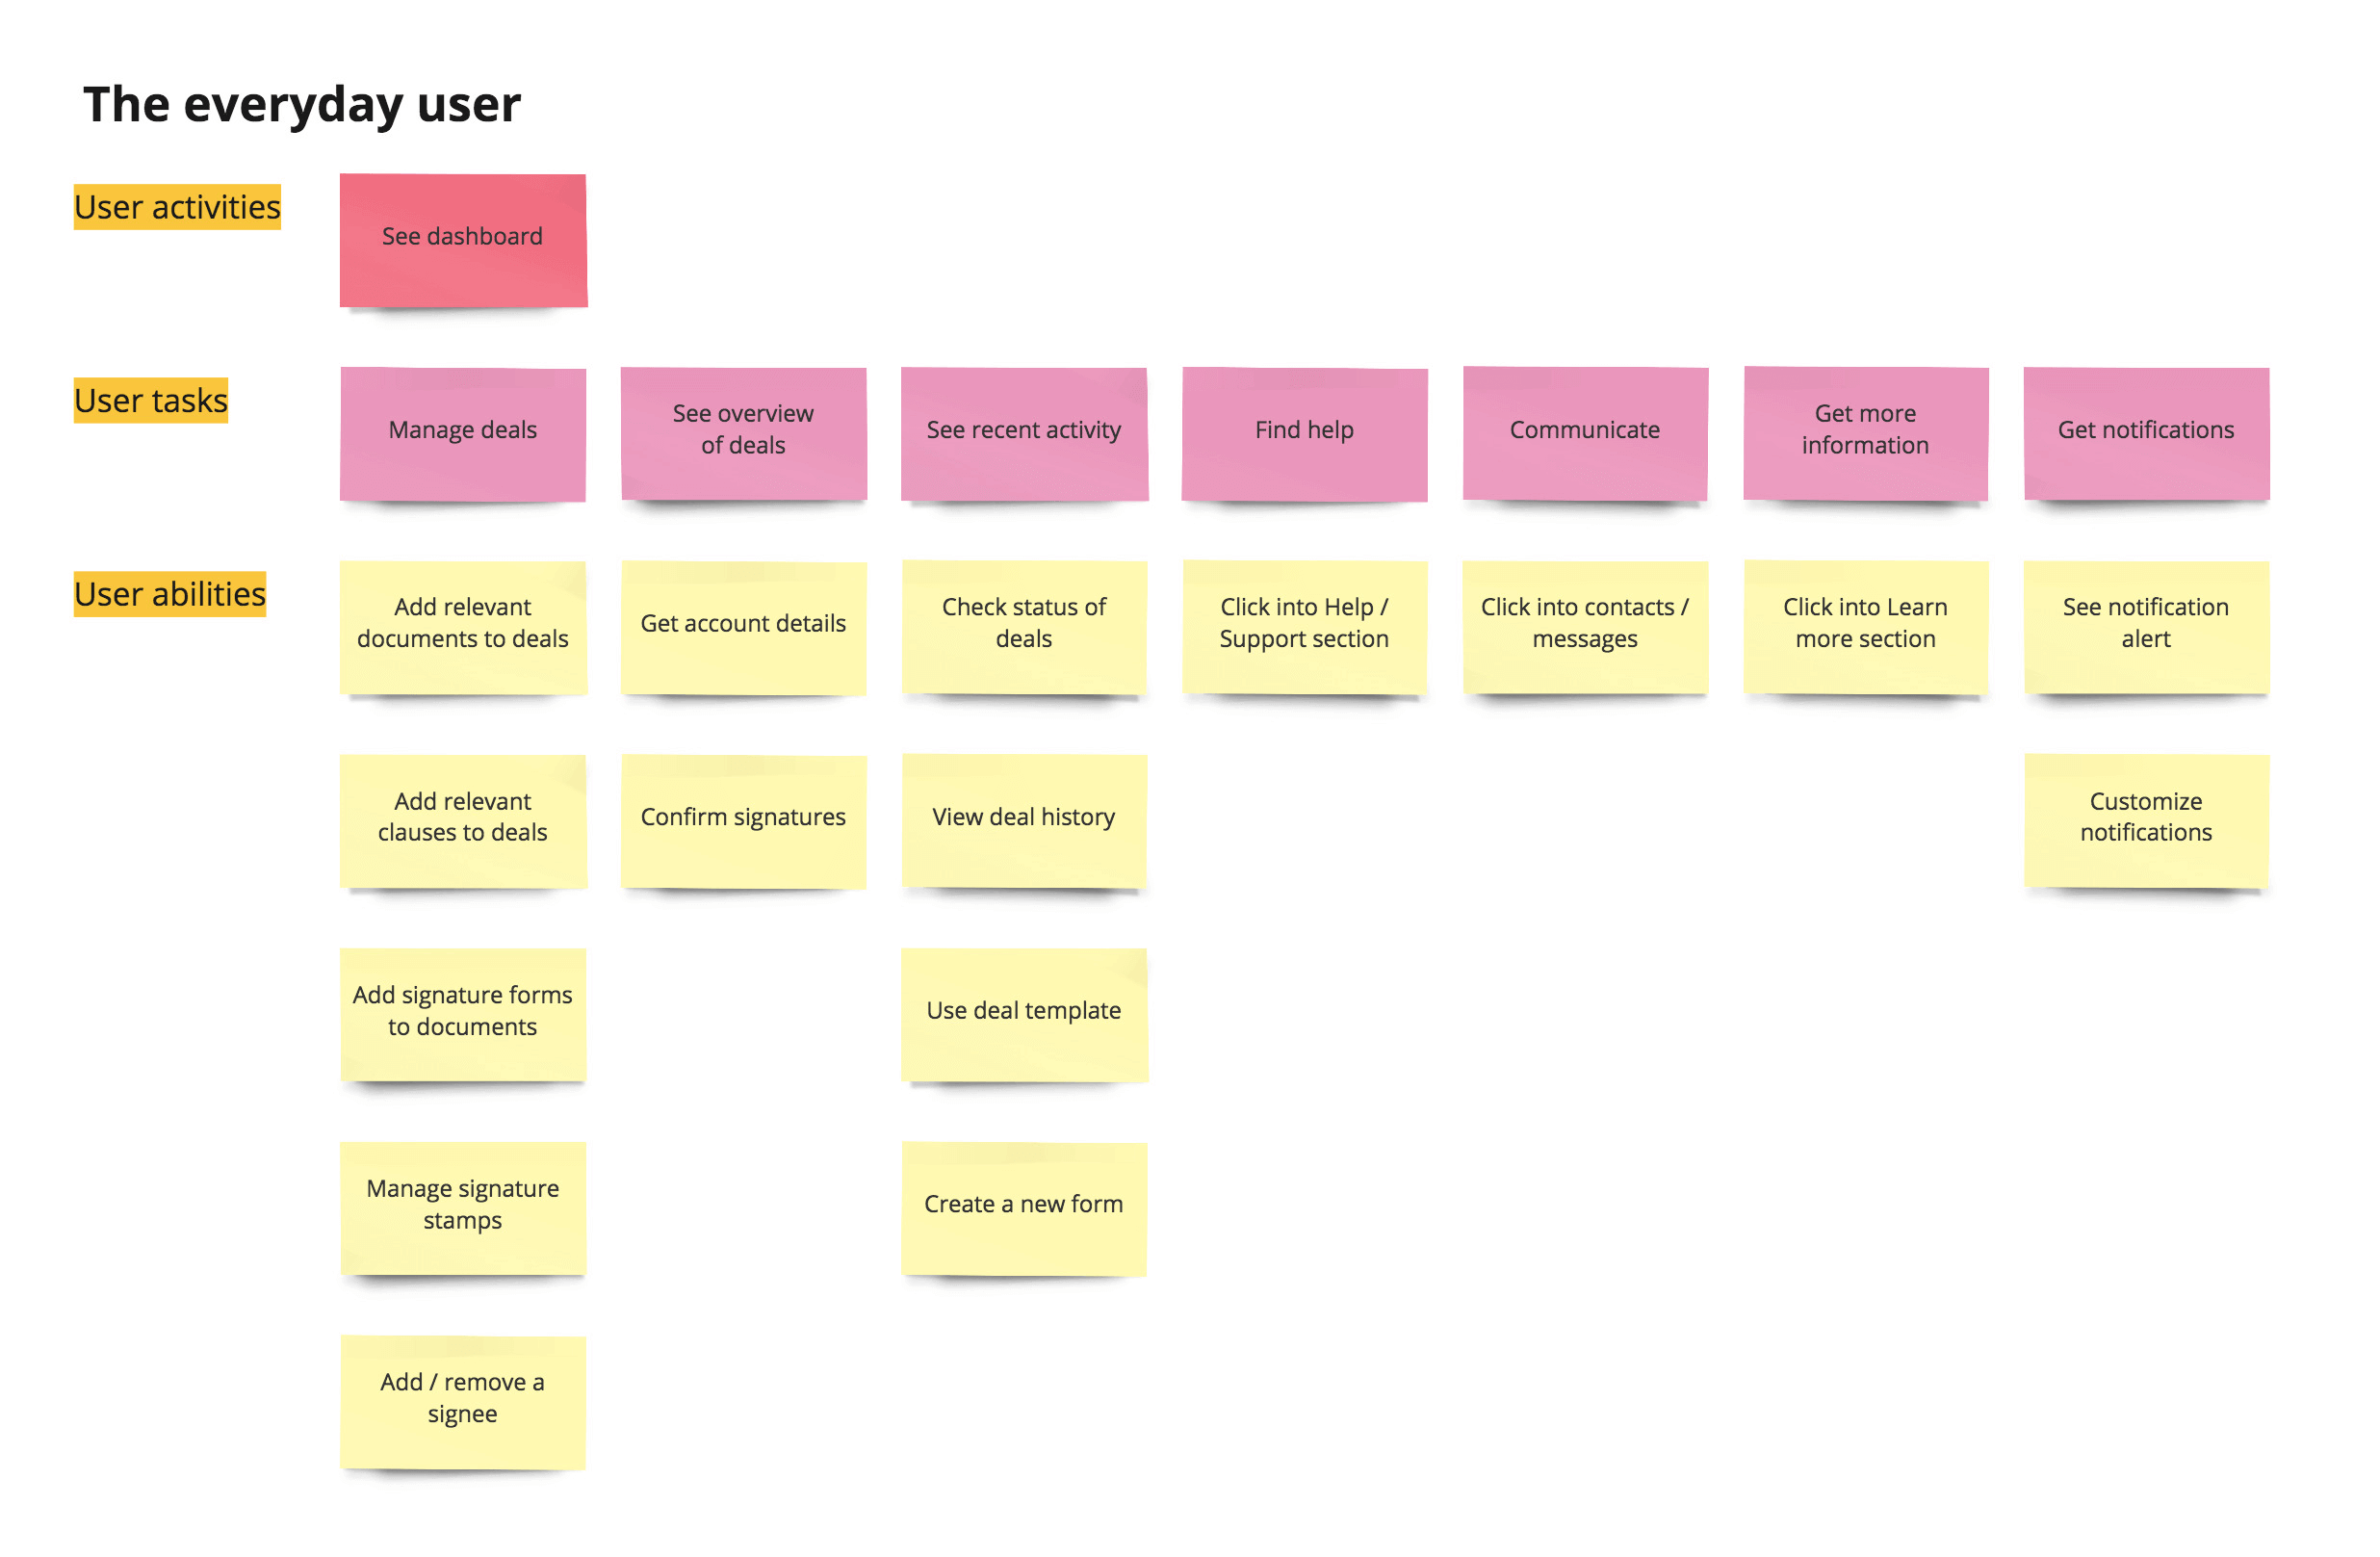 The everyday user
User activities
See dashboard
User tasks
Manage deals
See overview
of deals
See recent activity
Find help
Communicate
Get more
information
Get notifications
User abilities
Add relevant
documents to deals
Get account details
Check status of
deals
Click into Help /
Support section
Click into contacts /
messages
Click into Learn
more section
See notification
alert
Add relevant
clauses to deals
Confirm signatures
View deal history
Customize
notifications
Add signature forms
to documents
Use deal template
Manage signature
stamps
Create a new form
Add / remove a
signee